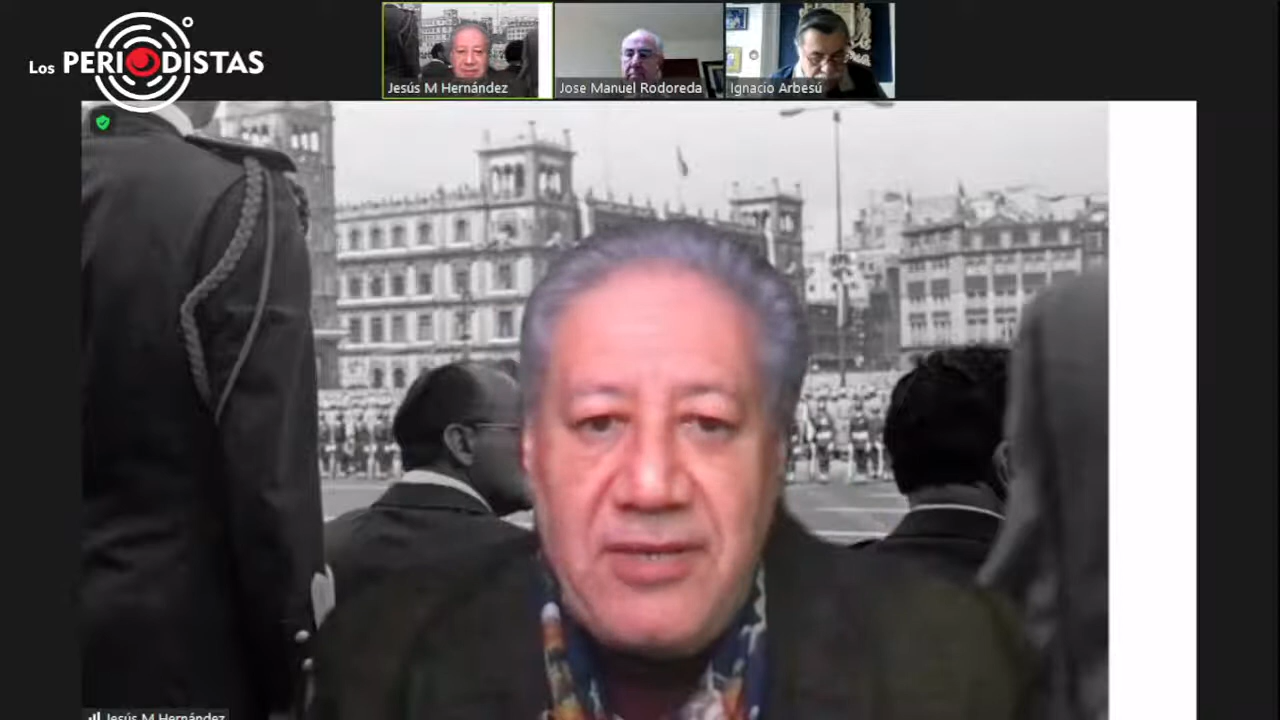 Los PERIODISTAS
Jesús M Hernández
Jose Manuel Rodoreda
Ignacio Arbesú
Jesús M Hernández